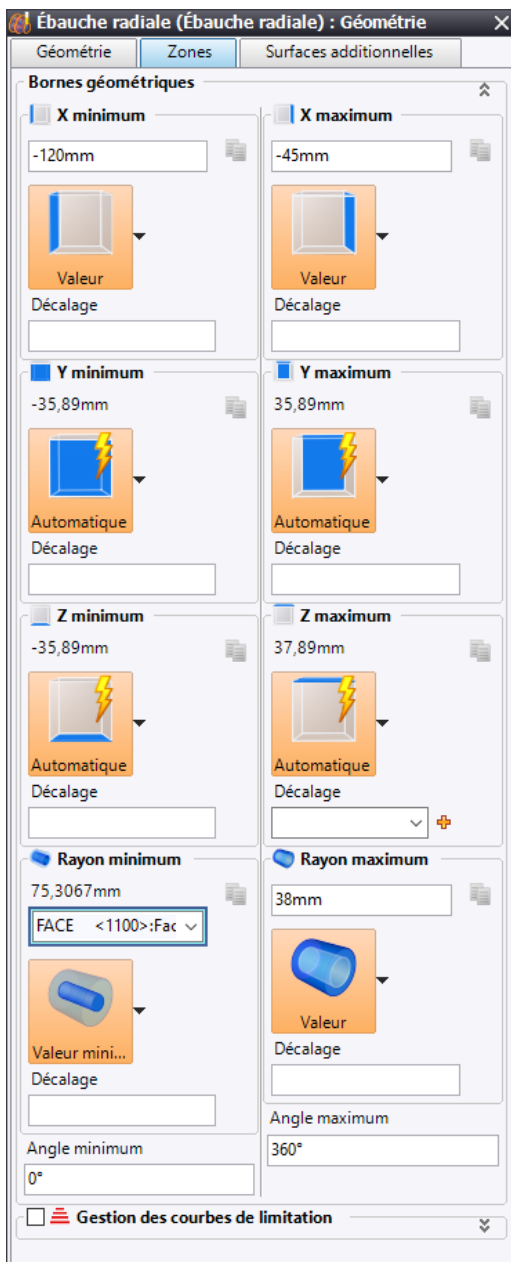 Ébauche radiale (Ébauche radiale) : Géométrie
Géométrie
Zones
Surfaces additionnelles
Bornes géométriques
X minimum
X maximum
-120mm
-45mm
Valeur
Valeur
Décalage
Décalage
Y minimum
Y maximum
-35,89mm
35,89mm
Automatique
Automatique
Décalage
Décalage
Z minimum
Z maximum
-35,89mm
37,89mm
Automatique
Automatique
Décalage
Décalage
Rayon minimum
Rayon maximum
75,3067mm
38mm
FACE <1100>:Fac
Valeur mini...
Valeur
Décalage
Décalage
Angle minimum
Angle maximum
0°
360°
Gestion des courbes de limitation